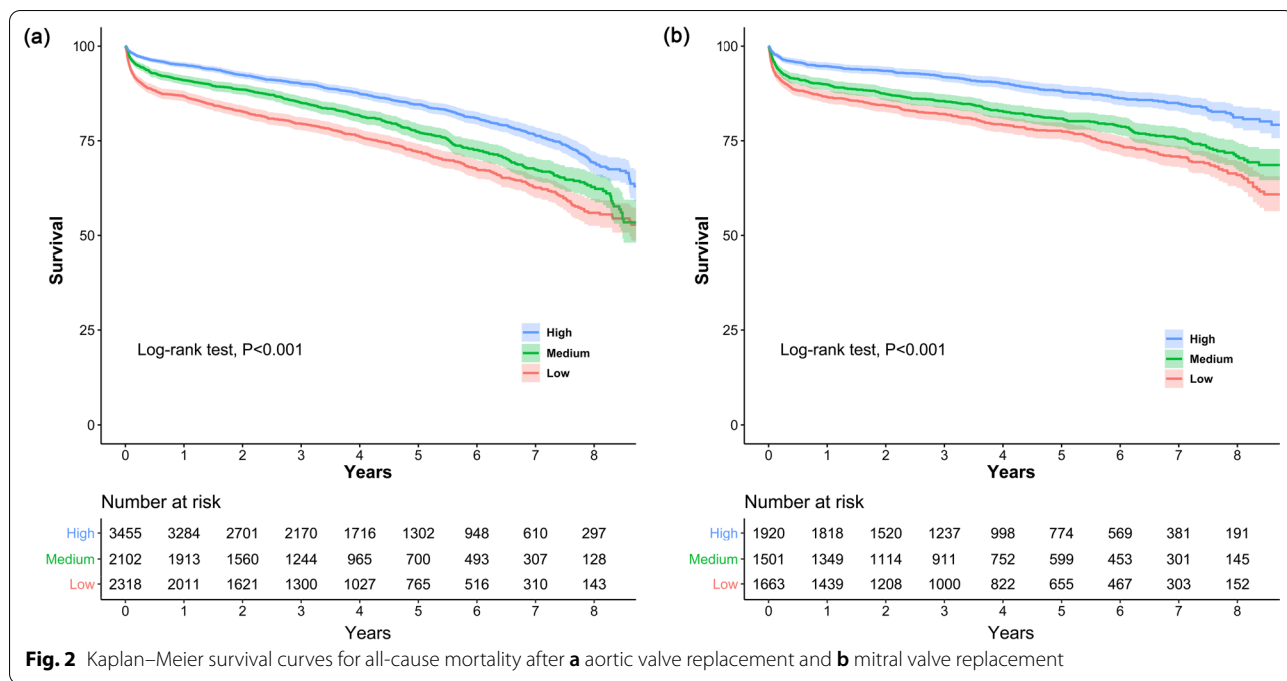 (a)
100
75
50
25
0
Survival
Log-rank test, P<0.001
High
Medium
Low
0 1 2 3 4 5 6 7 8
Years
Number at risk
High 3455 3284 2701 2170 1716 1302 948 610 297
Medium 2102 1913 1560 1244 965 700 493 307 128
Low 2318 2011 1621 1300 1027 765 516 310 143
0 1 2 3 4 5 6 7 8
Years
(b)
100
75
50
25
0
Survival
Log-rank test, P<0.001
High
Medium
Low
0 1 2 3 4 5 6 7 8
Years
Number at risk
High 1920 1818 1520 1237 998 774 569 381 191
Medium 1501 1349 1114 911 752 599 453 301 145
Low 1663 1439 1208 1000 822 655 467 303 152
0 1 2 3 4 5 6 7 8
Years
Fig. 2 Kaplan–Meier survival curves for all-cause mortality after a aortic valve replacement and b mitral valve replacement